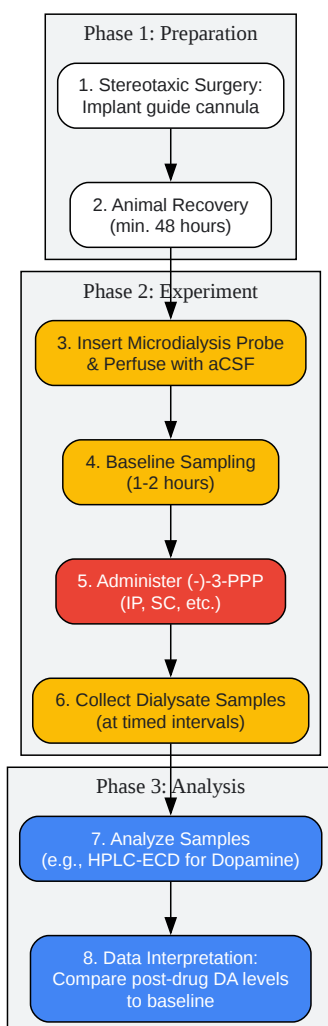 Phase 1: Preparation
1. Stereotaxic Surgery:
Implant guide cannula
2. Animal Recovery
(min. 48 hours)
Phase 2: Experiment
3. Insert Microdialysis Probe
& Perfuse with aCSF
4. Baseline Sampling
(1-2 hours)
5. Administer (-)-3-PPP
(IP, SC, etc.)
6. Collect Dialysate Samples
(at timed intervals)
Phase 3: Analysis
7. Analyze Samples
(e.g., HPLC-ECD for Dopamine)
8. Data Interpretation:
Compare post-drug DA levels
to baseline